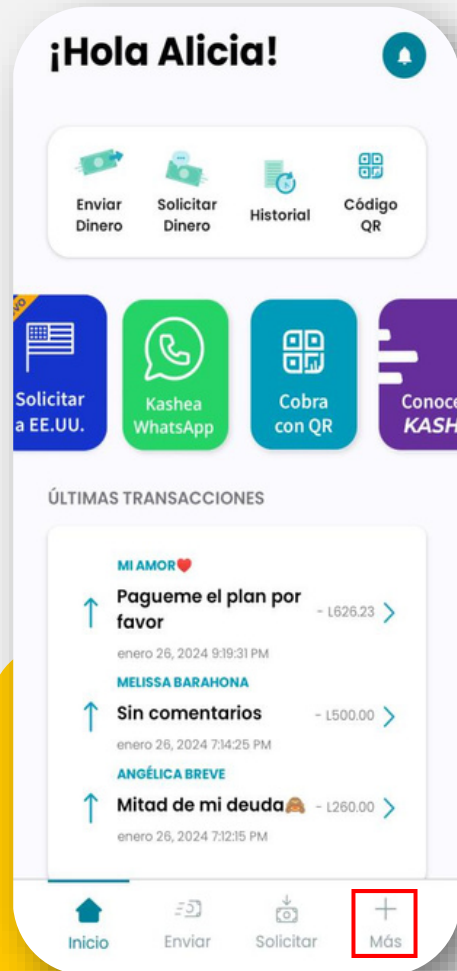 ¡Hola Alicia!
Enviar
Dinero
Solicitar
Dinero
Historial
Código
QR
Solicitar
a EE.UU.
Kashea
WhatsApp
Cobra
con QR
Conoce
KASH
ÚLTIMAS TRANSACCIONES
MI AMOR❤️
Pagueme el plan por
favor
- L626.23
enero 26, 2024 9:19:31 PM
MELISSA BARAHONA
Sin comentarios
- L500.00
enero 26, 2024 7:14:25 PM
ANGÉLICA BREVE
Mitad de mi deuda🙈
- L260.00
enero 26, 2024 7:12:15 PM
Inicio
Enviar
Solicitar
Más